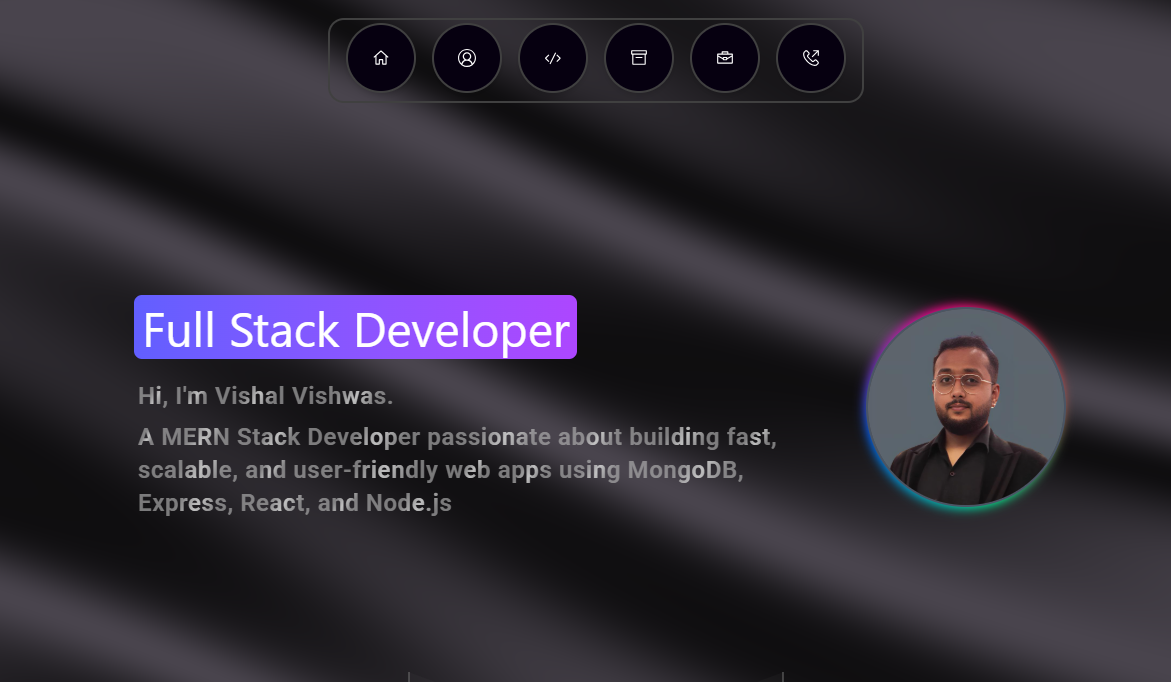 Full Stack Developer
Hi, I'm Vishal Vishwas.
A MERN Stack Developer passionate about building fast,
scalable, and user-friendly web apps using MongoDB,
Express, React, and Node.js